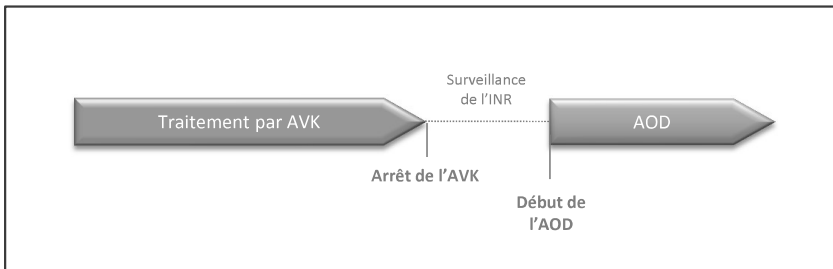 Surveillance
de l’INR
Traitement par AVK
AOD
Arrêt de l’AVK
Début de
l’AOD